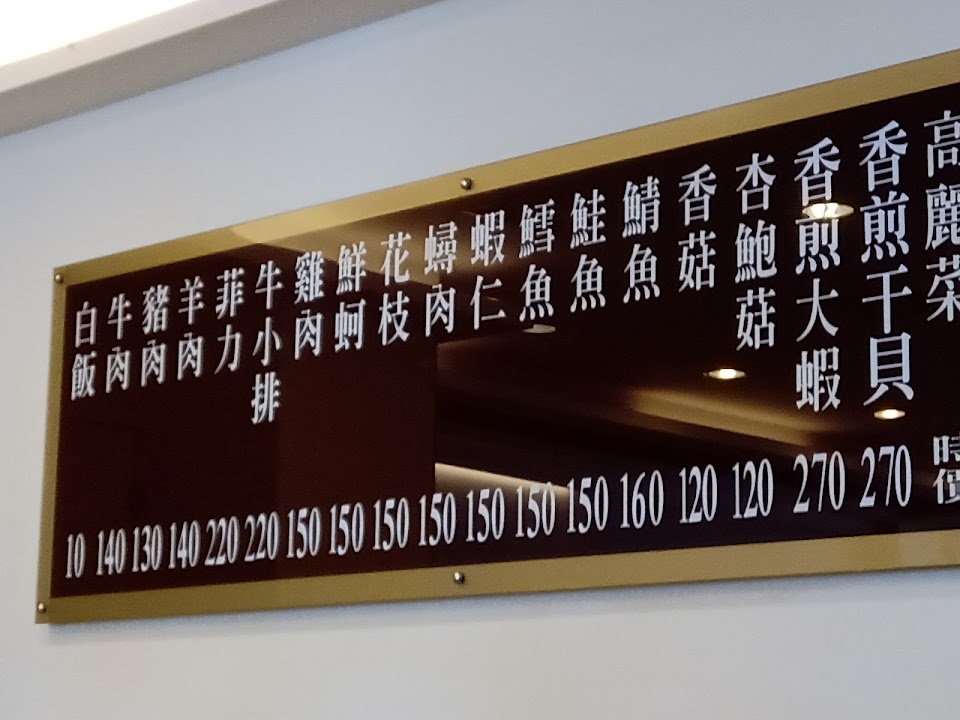 高麗菜 時價
香煎干貝 270
香煎大蝦 270
杏鮑菇 120
香菇 120
鯖魚 160
鮭魚 150
鱈魚 150
蝦仁 150
蟳肉 150
花枝 150
鮮蚵 150
雞肉 150
牛小排 220
菲力 220
羊肉 140
豬肉 130
牛肉 140
白飯 10